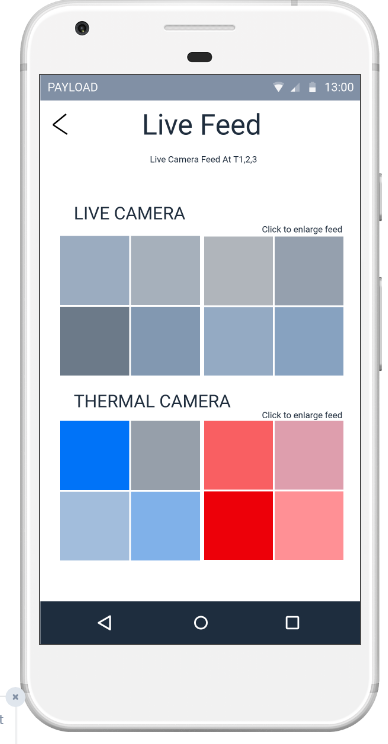 PAYLOAD
13:00
Live Feed
Live Camera Feed At T1,2,3
LIVE CAMERA
Click to enlarge feed
THERMAL CAMERA
Click to enlarge feed
t